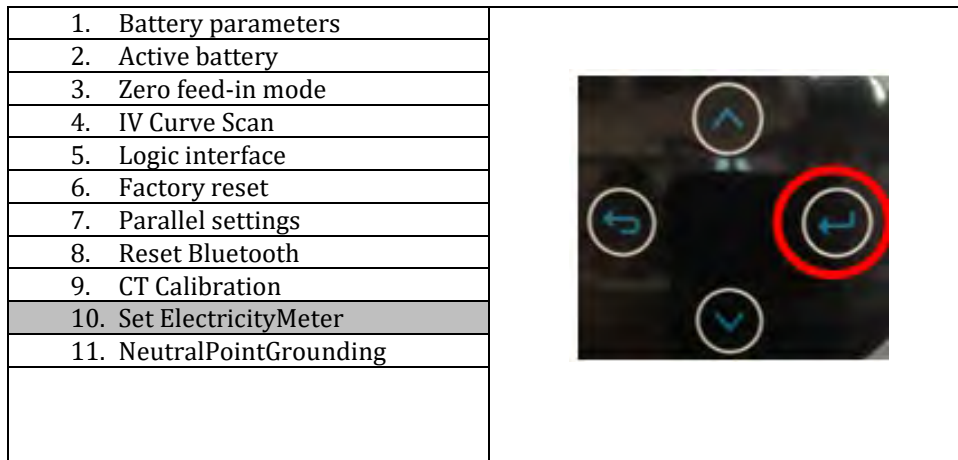 1. Battery parameters
2. Active battery
3. Zero feed-in mode
4. IV Curve Scan
5. Logic interface
6. Factory reset
7. Parallel settings
8. Reset Bluetooth
9. CT Calibration
10. Set ElectricityMeter
11. NeutralPointGrounding